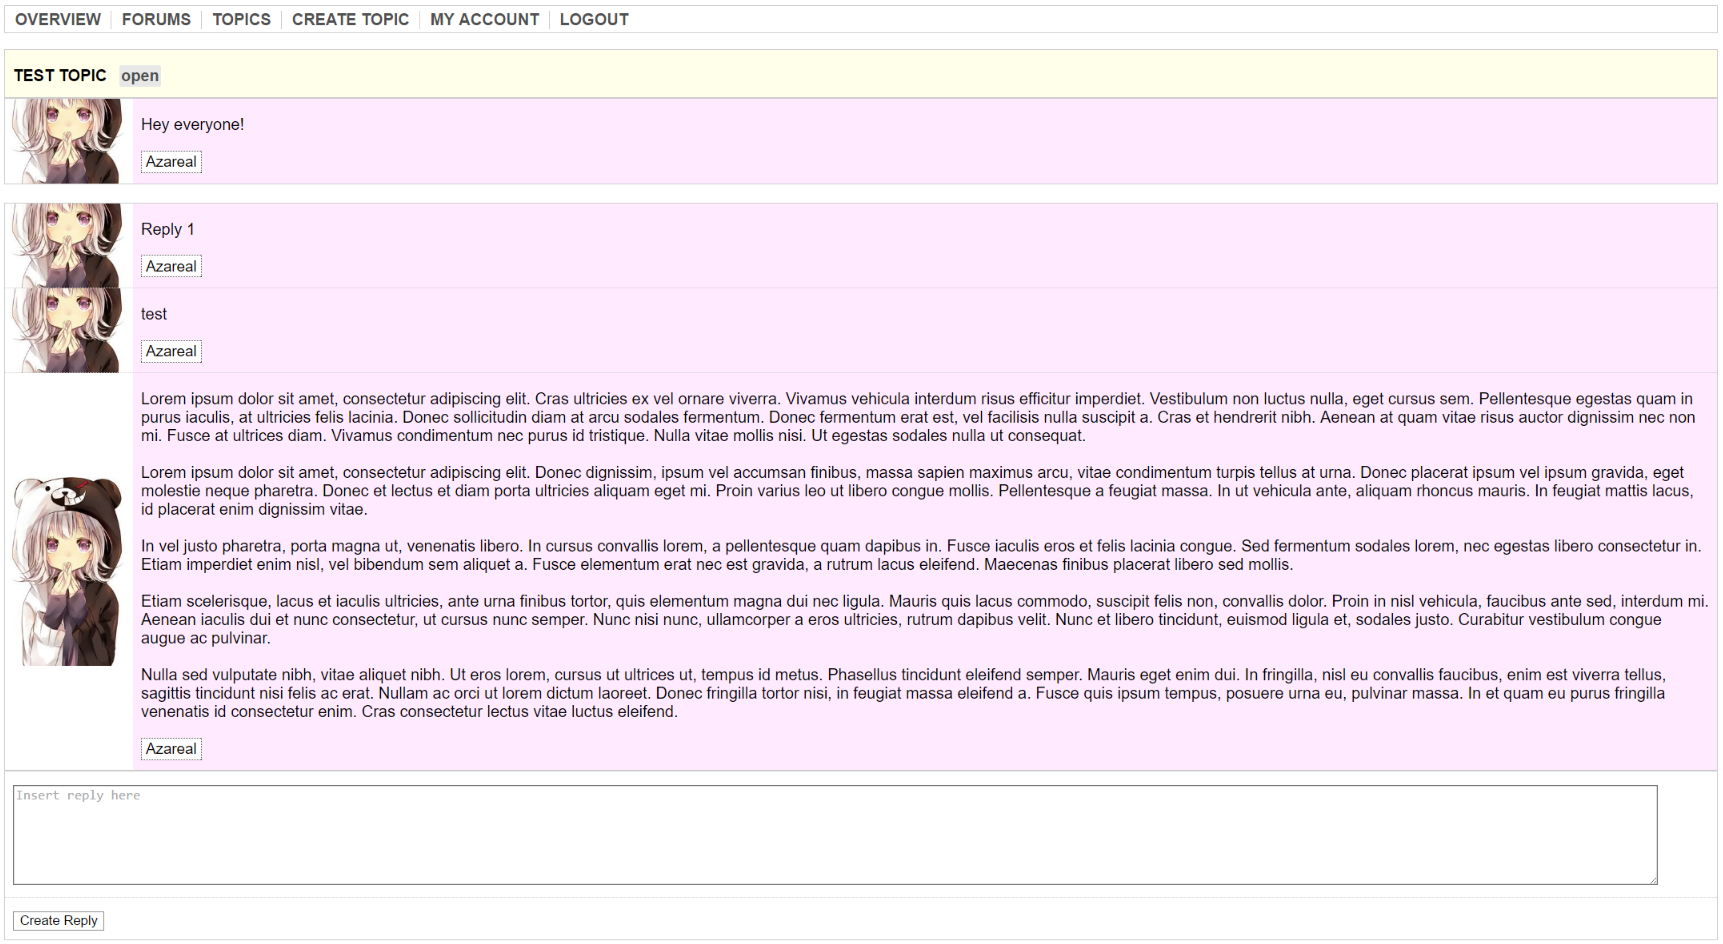 OVERVIEW FORUMS TOPICS CREATE TOPIC MY ACCOUNT LOGOUT
TEST TOPIC open
Hey everyone!
Azareal
Reply 1
Azareal
test
Azareal
Lorem ipsum dolor sit amet, consectetur adipiscing elit. Cras ultricies ex vel ornare viverra. Vivamus vehicula interdum risus efficitur imperdiet. Vestibulum non luctus nulla, eget cursus sem. Pellentesque egestas quam in
purus iaculis, at ultricies felis lacinia. Donec sollicitudin diam at arcu sodales fermentum. Donec fermentum erat est, vel facilisis nulla suscipit a. Cras et hendrerit nibh. Aenean at quam vitae risus auctor dignissim nec non
mi. Fusce at ultrices diam. Vivamus condimentum nec purus id tristique. Nulla vitae mollis nisi. Ut egestas sodales nulla ut consequat.
Lorem ipsum dolor sit amet, consectetur adipiscing elit. Donec dignissim, ipsum vel accumsan finibus, massa sapien maximus arcu, vitae condimentum turpis tellus at urna. Donec placerat ipsum vel ipsum gravida, eget
molestie neque pharetra. Donec et lectus et diam porta ultricies aliquam eget mi. Proin varius leo ut libero congue mollis. Pellentesque a feugiat massa. In ut vehicula ante, aliquam rhoncus mauris. In feugiat mattis lacus,
id placerat enim dignissim vitae.
In vel justo pharetra, porta magna ut, venenatis libero. In cursus convallis lorem, a pellentesque quam dapibus in. Fusce iaculis eros et felis lacinia congue. Sed fermentum sodales lorem, nec egestas libero consectetur in.
Etiam imperdiet enim nisl, vel bibendum sem aliquet a. Fusce elementum erat nec est gravida, a rutrum lacus eleifend. Maecenas finibus placerat libero sed mollis.
Etiam scelerisque, lacus et iaculis ultricies, ante urna finibus tortor, quis elementum magna dui nec ligula. Mauris quis lacus commodo, suscipit felis non, convallis dolor. Proin in nisl vehicula, faucibus ante sed, interdum mi.
Aenean iaculis dui et nunc consectetur, ut cursus nunc semper. Nunc nisi nunc, ullamcorper a eros ultricies, rutrum dapibus velit. Nunc et libero tincidunt, euismod ligula et, sodales justo. Curabitur vestibulum congue
augue ac pulvinar.
Nulla sed vulputate nibh, vitae aliquet nibh. Ut eros lorem, cursus ut ultrices ut, tempus id metus. Phasellus tincidunt eleifend semper. Mauris eget enim dui. In fringilla, nisl eu convallis faucibus, enim est viverra tellus,
sagittis tincidunt nisi felis ac erat. Nullam ac orci ut lorem dictum laoreet. Donec fringilla tortor nisi, in feugiat massa eleifend a. Fusce quis ipsum tempus, posuere urna eu, pulvinar massa. In et quam eu purus fringilla
venenatis id consectetur enim. Cras consectetur lectus vitae luctus eleifend.
Azareal
Insert reply here
Create Reply